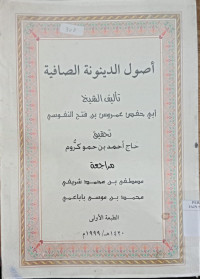 أصول الدينونة الصافية
تأليف الشيخ
أبي حفص عمروس بن فتح النفوسي
تحقيق
حاج أحمد بن حمو كروم
مراجعة
مصطفى بن محمد شريفي
محمد بن موسى باباعمي
الطبعة الأولى
١٤٢٠هـ/١٩٩٩م